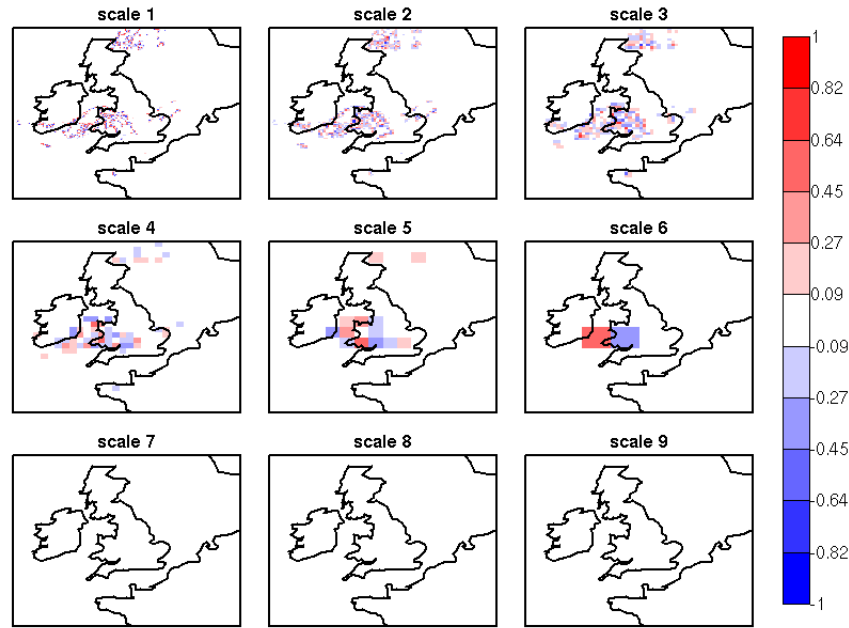 scale 1
scale 2
scale 3
scale 4
scale 5
scale 6
scale 7
scale 8
scale 9
1
0.82
0.64
0.45
0.27
0.09
-0.09
-0.27
-0.45
-0.64
-0.82
-1